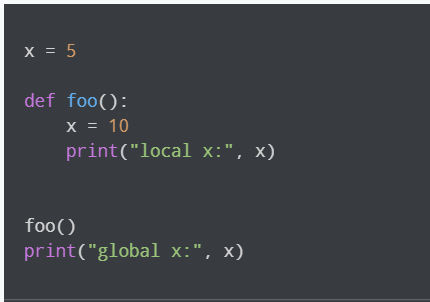 x = 5
def foo():
    x = 10
    print("local x:", x)
foo()
print("global x:", x)